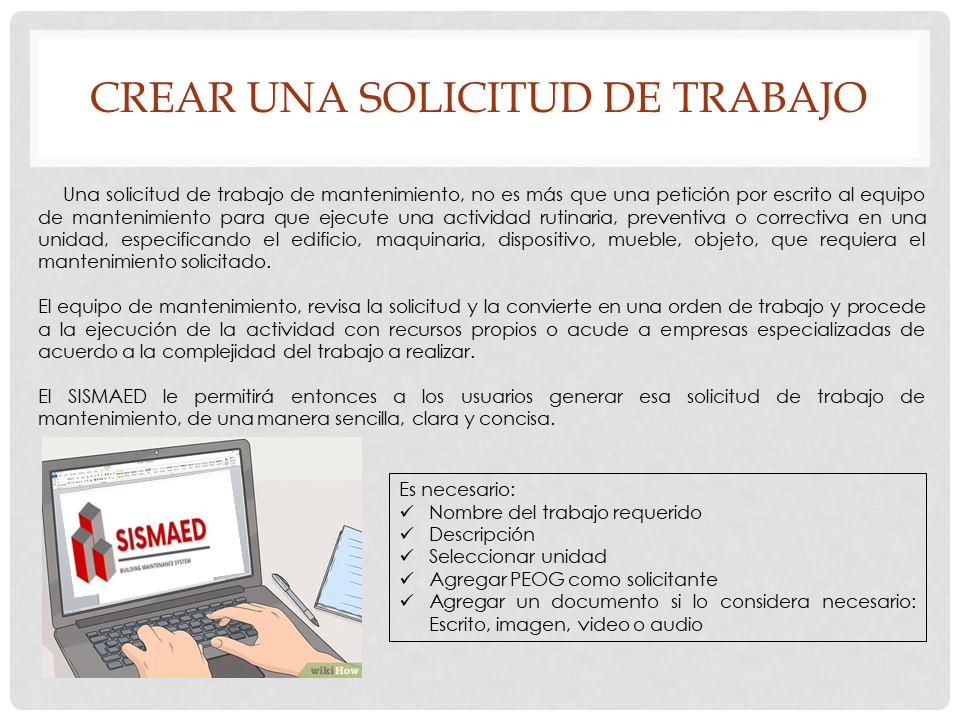 CREAR UNA SOLICITUD DE TRABAJO
Una solicitud de trabajo de mantenimiento, no es más que una petición por escrito al equipo
de mantenimiento para que ejecute una actividad rutinaria, preventiva o correctiva en una
unidad, especificando el edificio, maquinaria, dispositivo, mueble, objeto, que requiera el
mantenimiento solicitado.
El equipo de mantenimiento, revisa la solicitud y la convierte en una orden de trabajo y procede
a la ejecución de la actividad con recursos propios o acude a empresas especializadas de
acuerdo a la complejidad del trabajo a realizar.
El SISMAED le permitirá entonces a los usuarios generar esa solicitud de trabajo de
mantenimiento, de una manera sencilla, clara y concisa.
SISMAED
BUILDING MAINTENANCE SYSTEM
wikiHow
Es necesario:
✓ Nombre del trabajo requerido
✓ Descripción
✓ Seleccionar unidad
✓ Agregar PEOG como solicitante
✓ Agregar un documento si lo considera necesario:
Escrito, imagen, video o audio